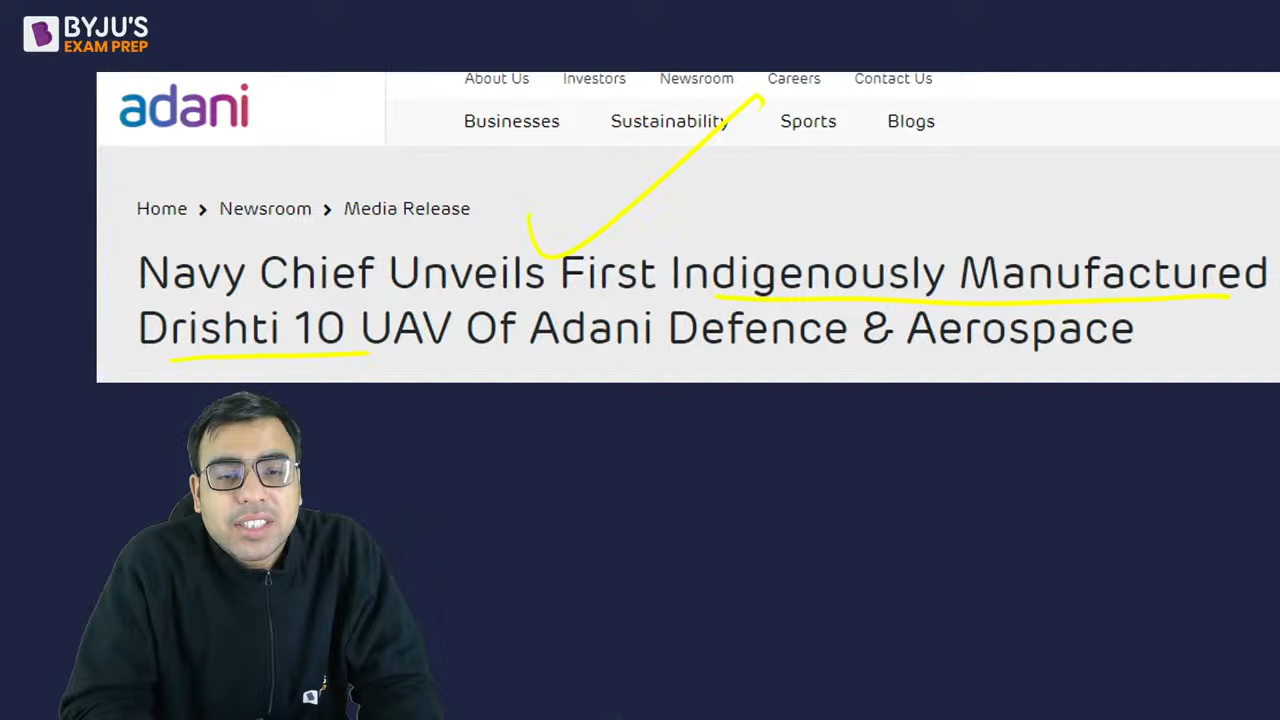 BYJU'S
EXAM PREP
About Us Investors Newsroom Careers Contact Us
adani
Businesses Sustainability Sports Blogs
Home > Newsroom > Media Release
Navy Chief Unveils First Indigenously Manufactured
Drishti 10 UAV Of Adani Defence & Aerospace